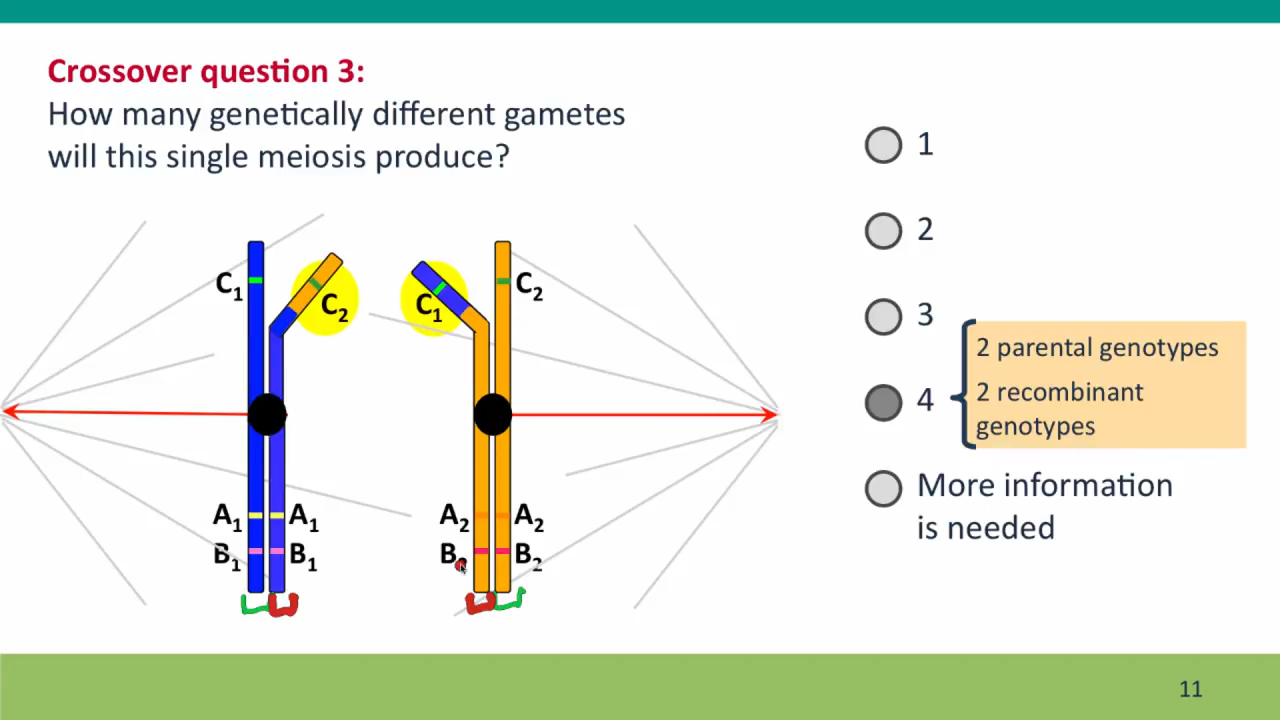 Crossover question 3:
How many genetically different gametes
will this single meiosis produce?
1
2
3
4
2 parental genotypes
2 recombinant
genotypes
More information
is needed
C1
C2
C1
C2
A1
A1
A2
A2
B1
B1
B2
B2
11